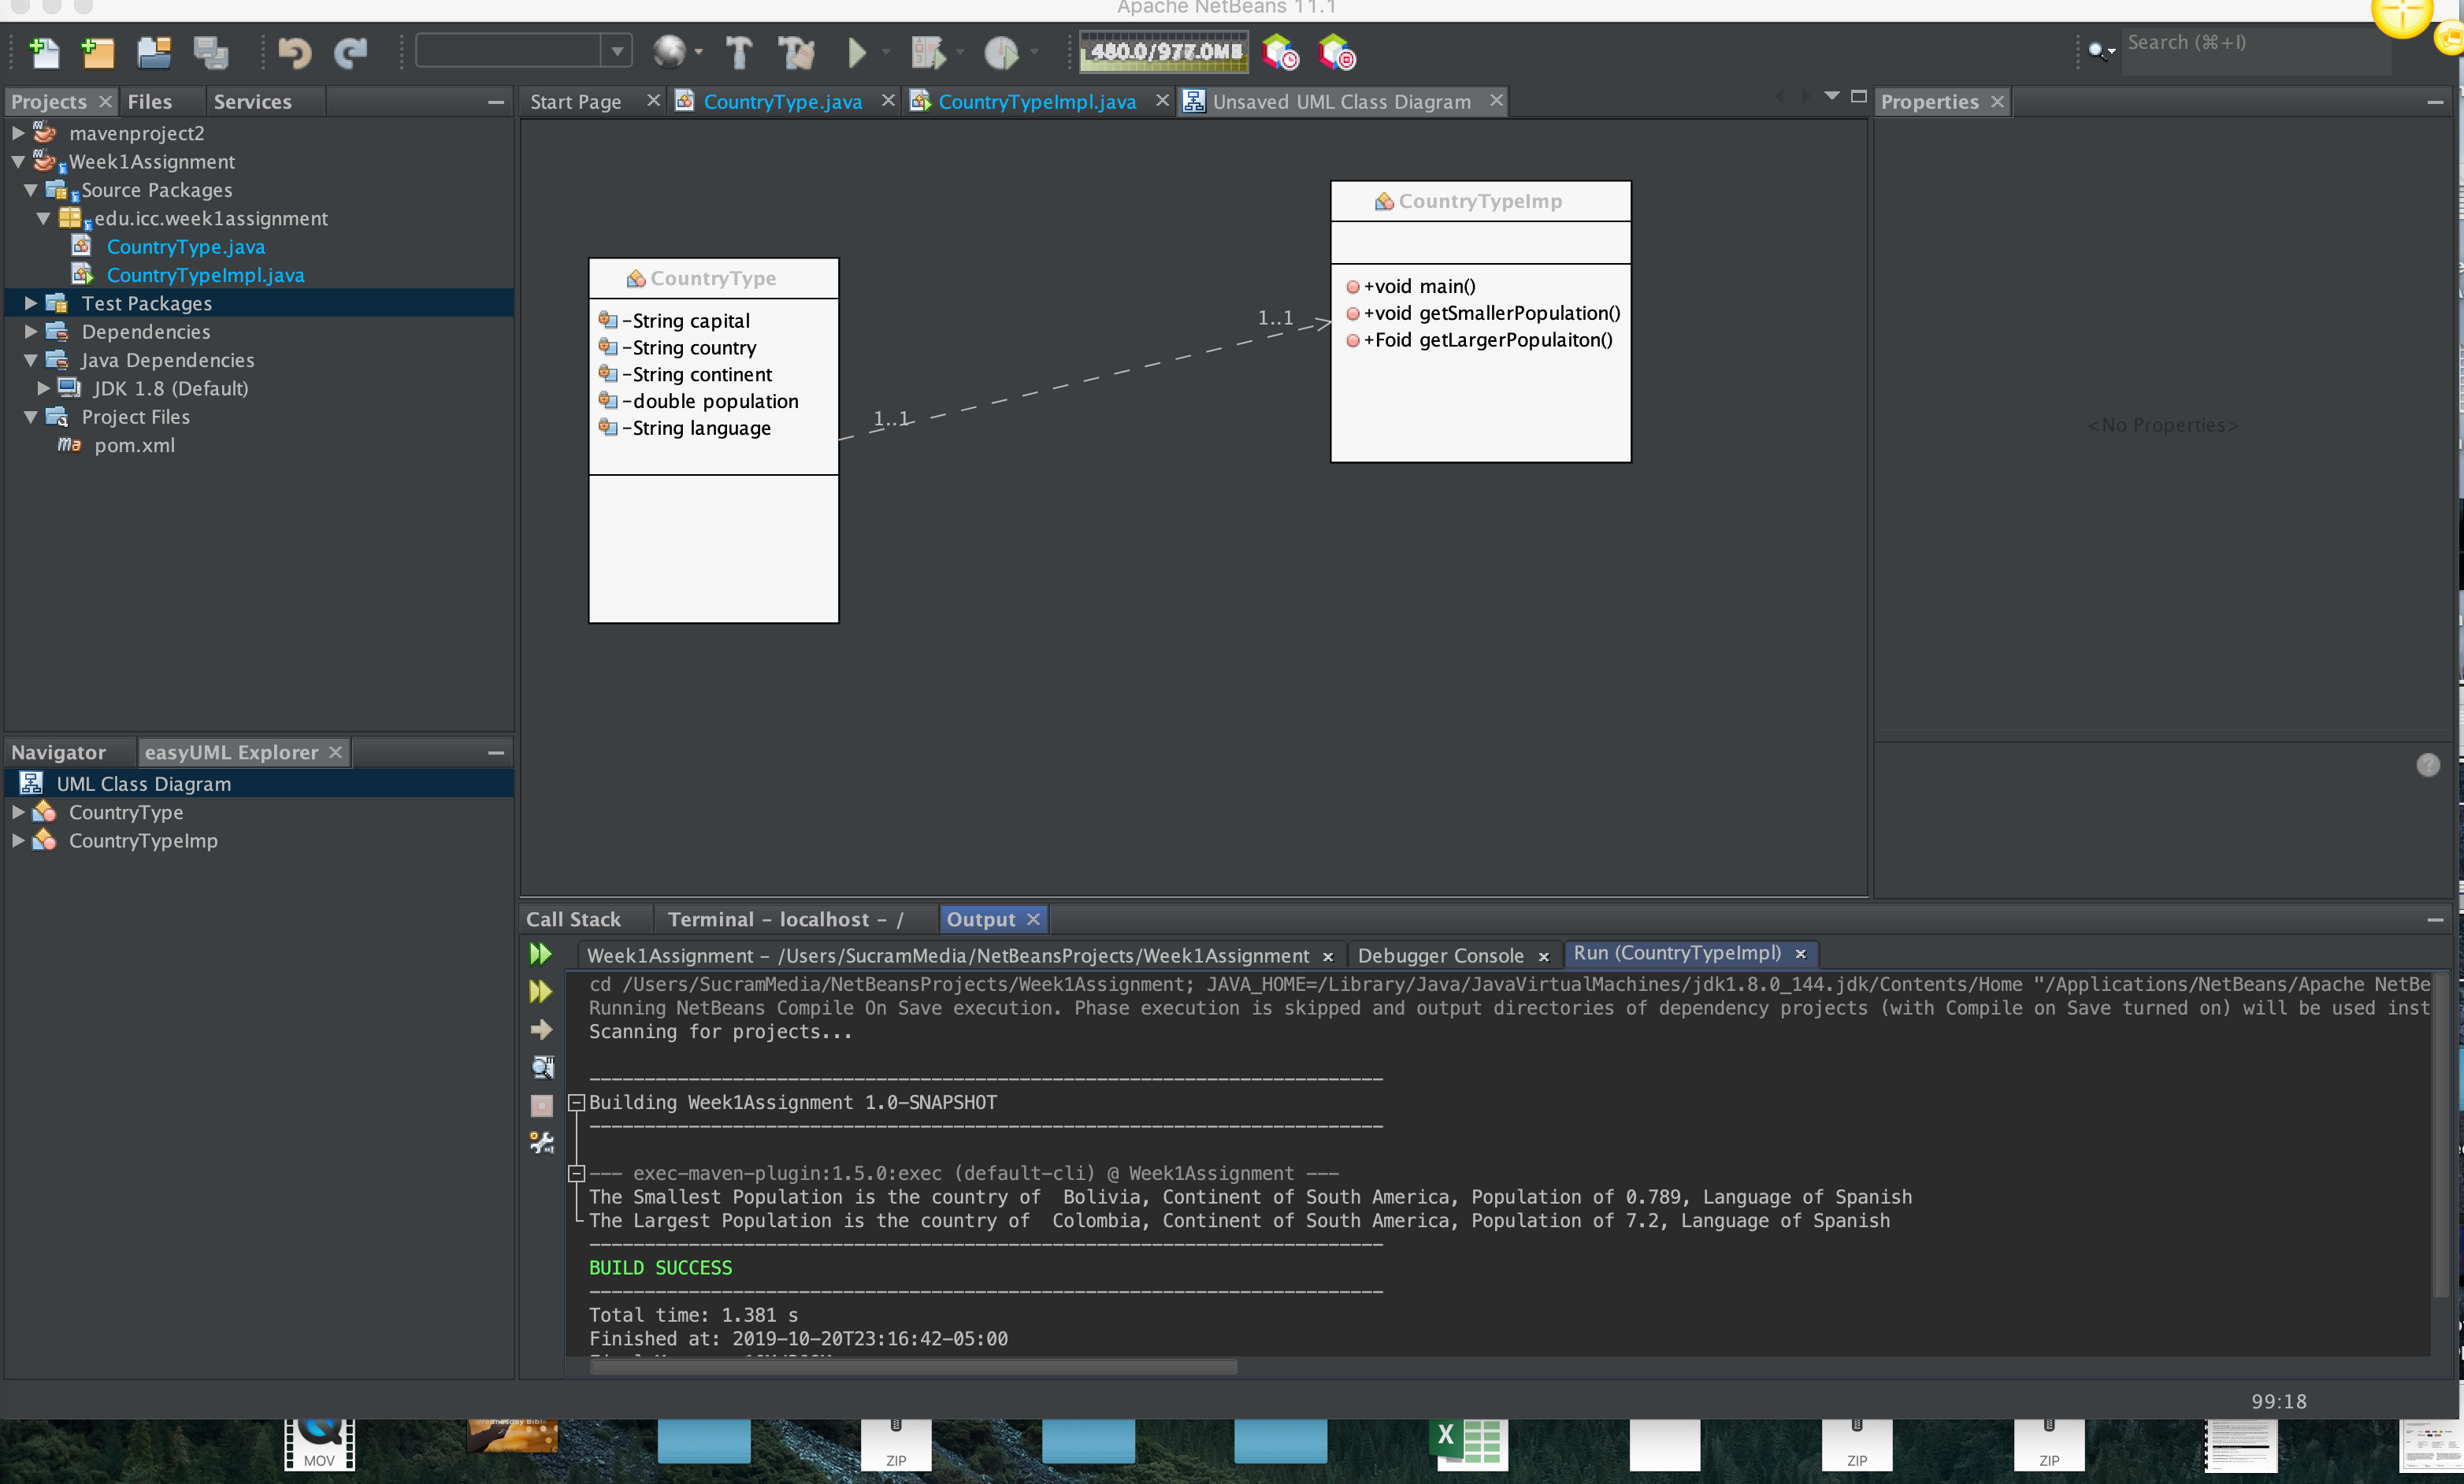 Apache NetBeans 11.1
480.0/977.0MB
Search (⌘+I)
Projects
Files
Services
mavenproject2
Week1Assignment
Source Packages
edu.icc.week1assignment
CountryType.java
CountryTypeImpl.java
Test Packages
Dependencies
Java Dependencies
JDK 1.8 (Default)
Project Files
pom.xml
Start Page
CountryType.java
CountryTypeImpl.java
Unsaved UML Class Diagram
Properties
<No Properties>
CountryType
-String capital
-String country
-String continent
-double population
-String language
1..1
1..1
CountryTypeImp
+void main()
+void getSmallerPopulation()
+Foid getLargerPopulaiton()
Navigator
easyUML Explorer
UML Class Diagram
CountryType
CountryTypeImp
Call Stack
Terminal - localhost - /
Output
Week1Assignment - /Users/SucramMedia/NetBeansProjects/Week1Assignment
Debugger Console
Run (CountryTypeImpl)
cd /Users/SucramMedia/NetBeansProjects/Week1Assignment; JAVA_HOME=/Library/Java/JavaVirtualMachines/jdk1.8.0_144.jdk/Contents/Home "/Applications/NetBeans/Apache NetBe
Running NetBeans Compile On Save execution. Phase execution is skipped and output directories of dependency projects (with Compile on Save turned on) will be used inst
Scanning for projects...
------------------------------------------------------------------------
Building Week1Assignment 1.0-SNAPSHOT
------------------------------------------------------------------------
--- exec-maven-plugin:1.5.0:exec (default-cli) @ Week1Assignment ---
The Smallest Population is the country of  Bolivia, Continent of South America, Population of 0.789, Language of Spanish
The Largest Population is the country of  Colombia, Continent of South America, Population of 7.2, Language of Spanish
------------------------------------------------------------------------
BUILD SUCCESS
------------------------------------------------------------------------
Total time: 1.381 s
Finished at: 2019-10-20T23:16:42-05:00
99:18
MOV
ZIP
X
ZIP
ZIP